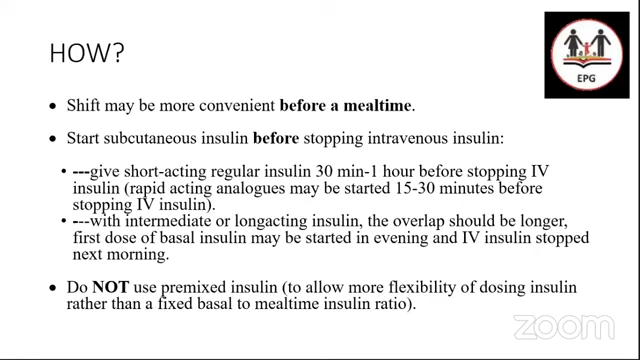 HOW?
EPG
• Shift may be more convenient before a mealtime.
• Start subcutaneous insulin before stopping intravenous insulin:
• ---give short-acting regular insulin 30 min-1 hour before stopping IV
insulin (rapid acting analogues may be started 15-30 minutes before
stopping IV insulin).
• ---with intermediate or longacting insulin, the overlap should be longer,
first dose of basal insulin may be started in evening and IV insulin stopped
next morning.
• Do NOT use premixed insulin (to allow more flexibility of dosing insulin
rather than a fixed basal to mealtime insulin ratio).
LIVE
zoom